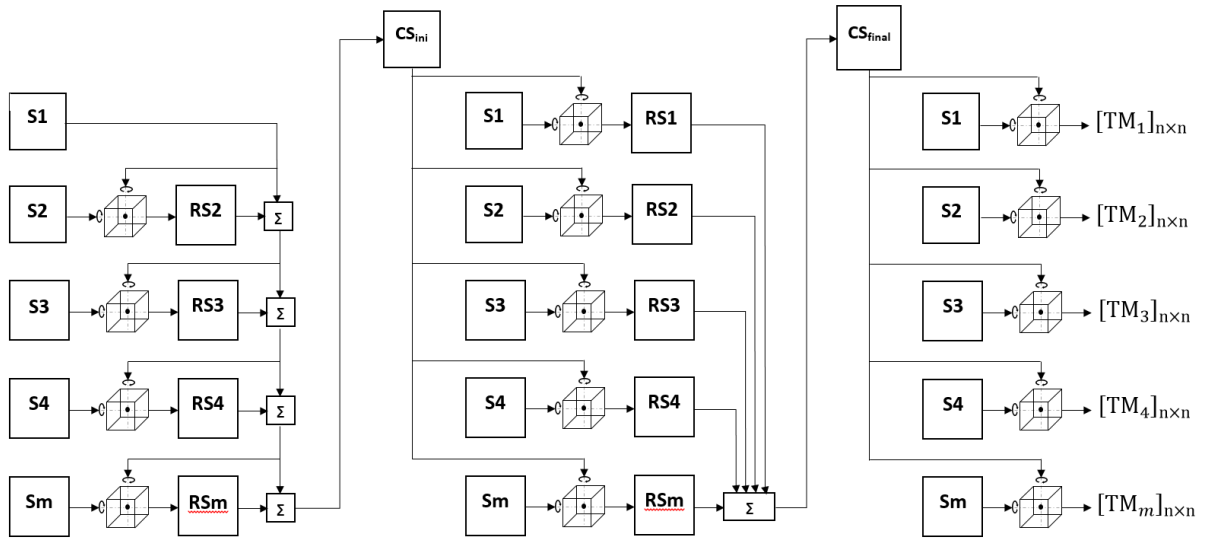 CSini
CSfinal
S1
S1
RS1
S1
[TM1]n×n
S2
RS2
Σ
S2
RS2
S2
[TM2]n×n
S3
RS3
Σ
S3
RS3
S3
[TM3]n×n
S4
RS4
Σ
S4
RS4
S4
[TM4]n×n
Sm
RSm
Σ
Sm
RSm
Σ
Sm
[TMm]n×n